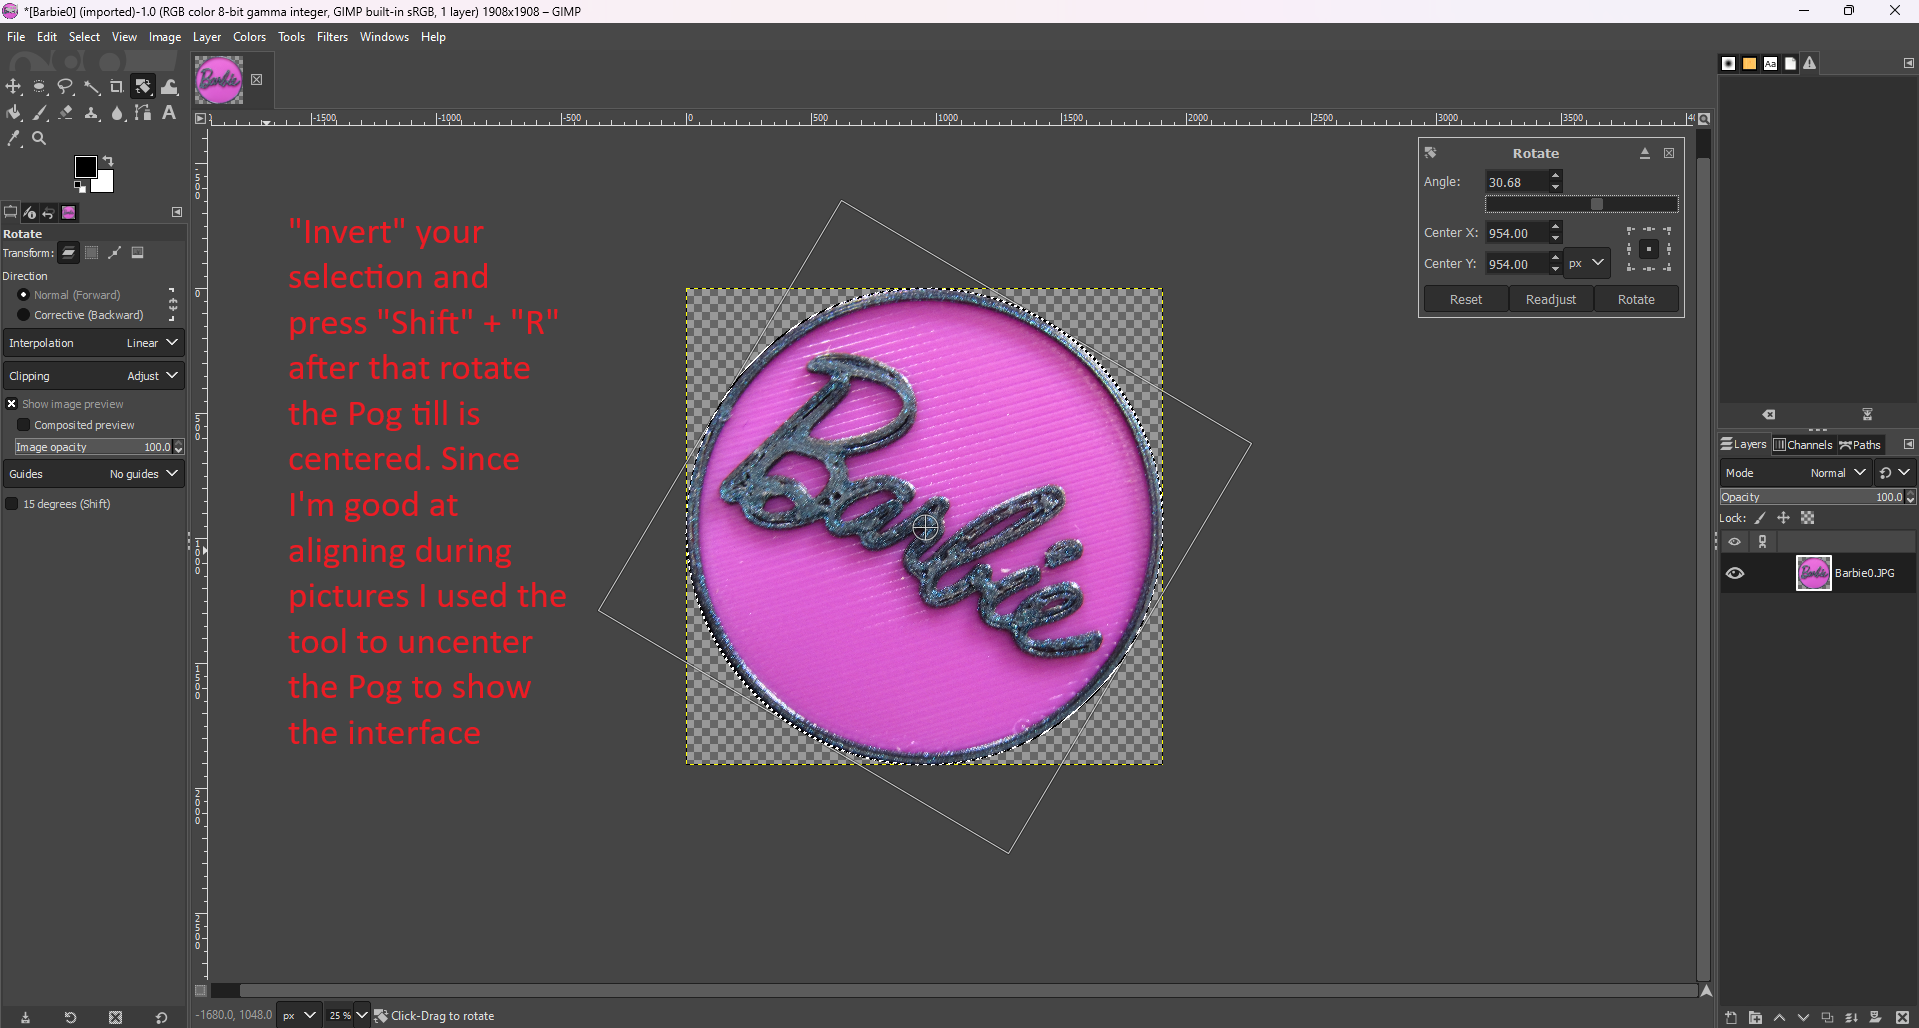 *[Barbie0] (imported)-1.0 (RGB color 8-bit gamma integer, GIMP built-in sRGB, 1 layer) 1908x1908 – GIMP
File Edit Select View Image Layer Colors Tools Filters Windows Help
-1500 -1000 -500 0 500 1000 1500 2000 2500 3000 3500
Rotate
Transform:
Direction
Normal (Forward)
Corrective (Backward)
Interpolation Linear
Clipping Adjust
Show image preview
Composited preview
Image opacity 100.0
Guides No guides
15 degrees (Shift)
"Invert" your
selection and
press "Shift" + "R"
after that rotate
the Pog till is
centered. Since
I'm good at
aligning during
pictures I used the
tool to uncenter
the Pog to show
the interface
Barbie
Rotate
Angle: 30.68
Center X: 954.00
Center Y: 954.00 px
Reset Readjust Rotate
Layers Channels Paths
Mode Normal
Opacity 100.0
Lock:
Barbie0.JPG
-1680.0, 1048.0 px 25 % Click-Drag to rotate